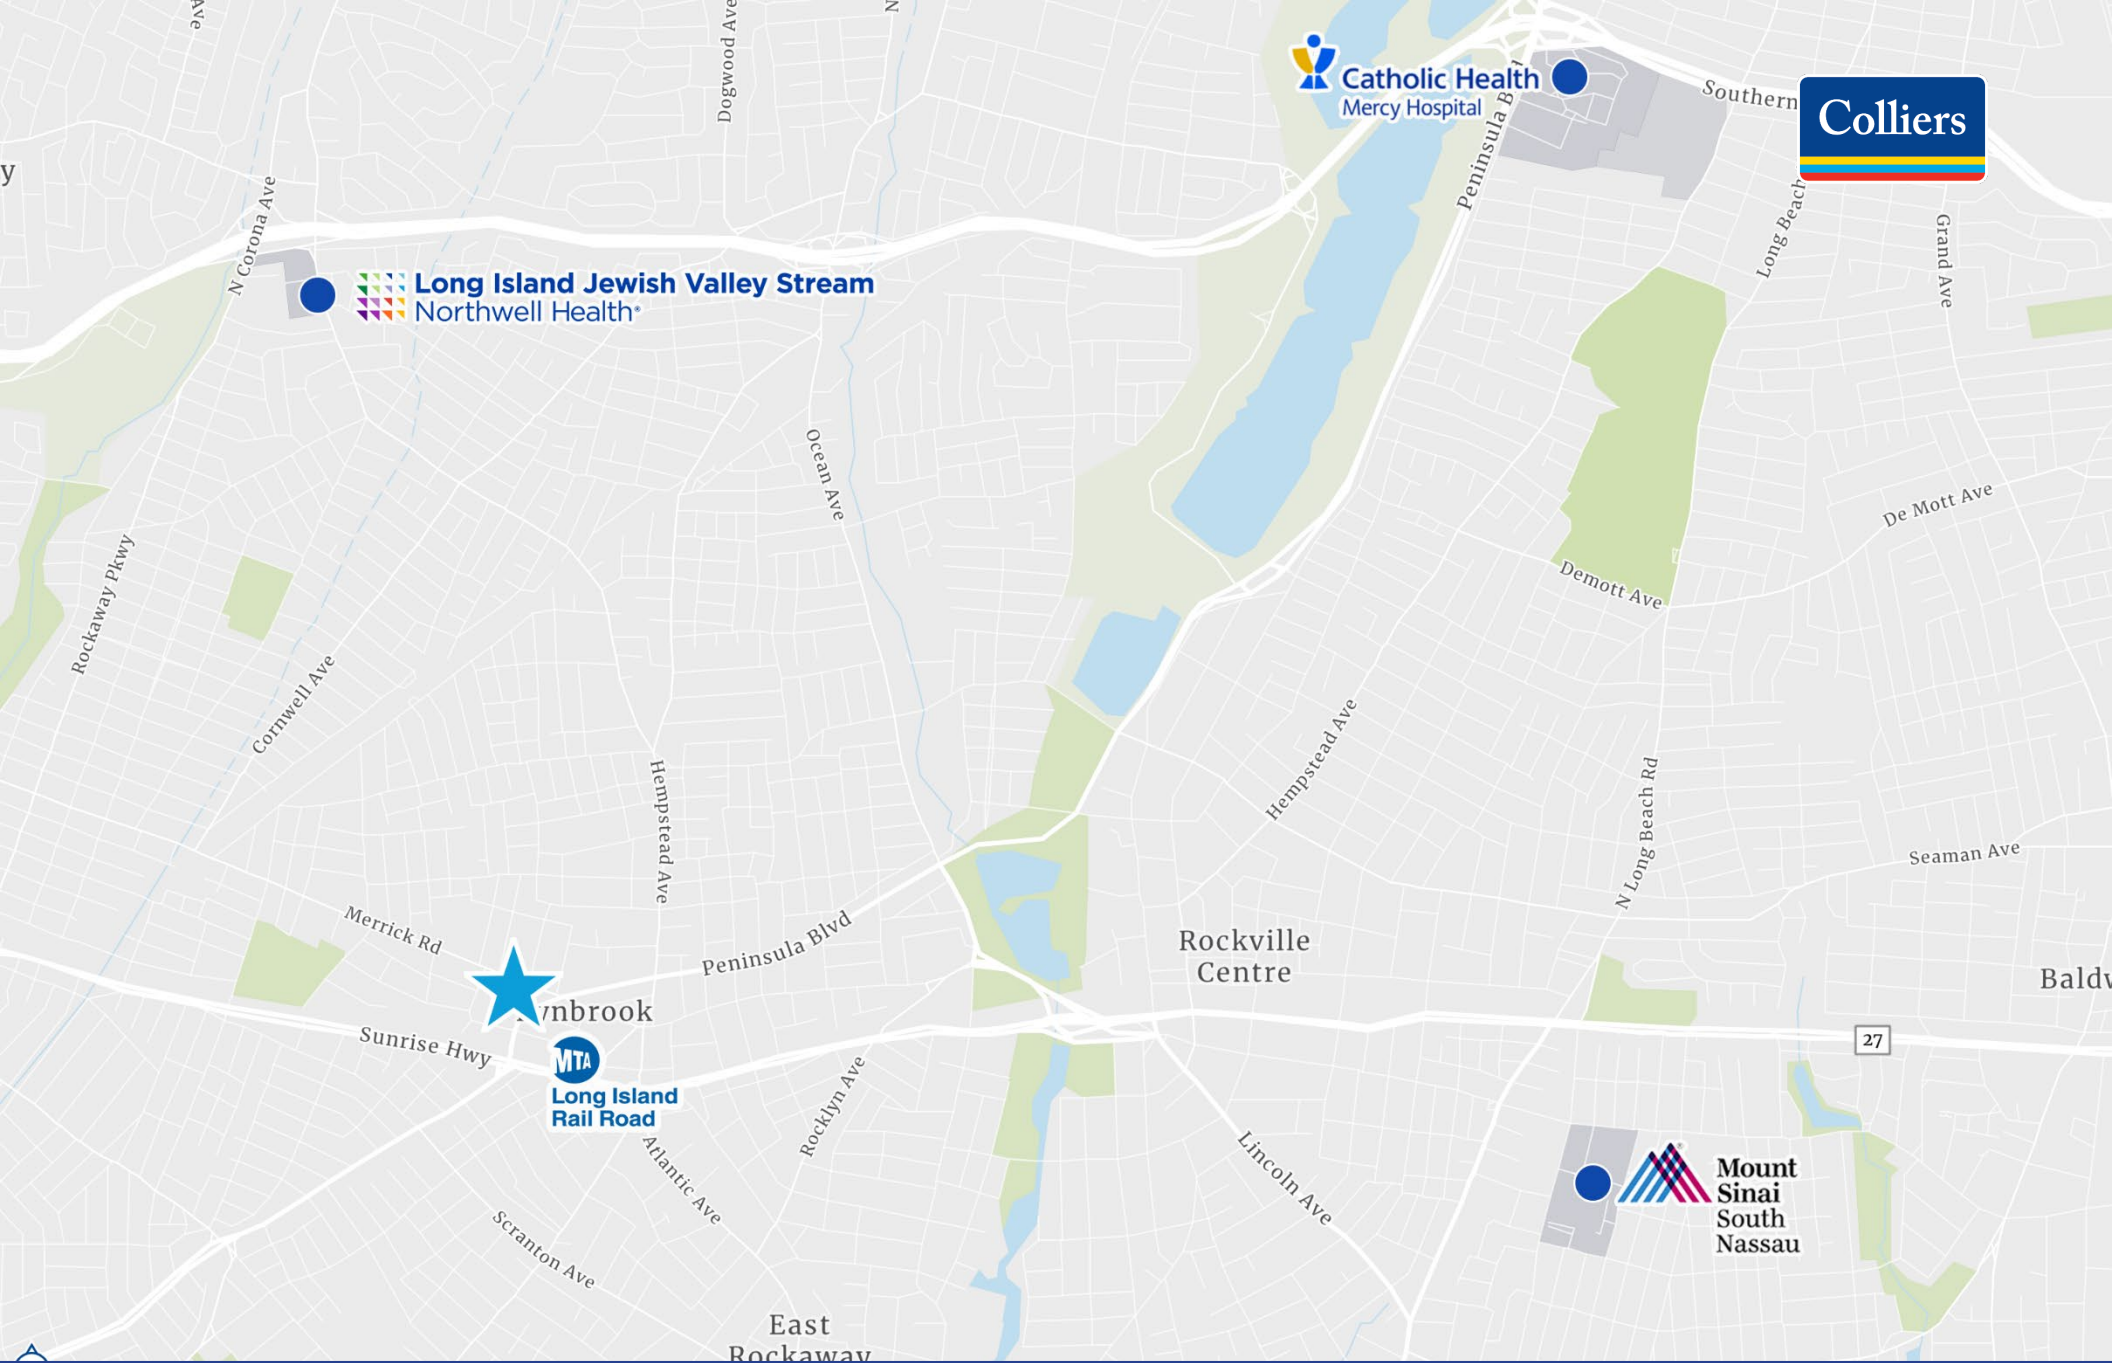 Ave
Dogwood Ave
N
Catholic Health
Mercy Hospital
Peninsula
Southern
Colliers
y
N Corona Ave
Long Beach
Grand Ave
Long Island Jewish Valley Stream
Northwell Health
Ocean Ave
De Mott Ave
Rockaway Pkwy
Demott Ave
Cornwell Ave
Hempstead Ave
Hempstead Ave
N Long Beach Rd
Seaman Ave
Merrick Rd
Peninsula Blvd
Rockville
Centre
Baldw
ynbrook
Sunrise Hwy
27
MTA
Long Island
Rail Road
Rocklyn Ave
Atlantic Ave
Lincoln Ave
Mount
Sinai
South
Nassau
Scranton Ave
East
Rockaway